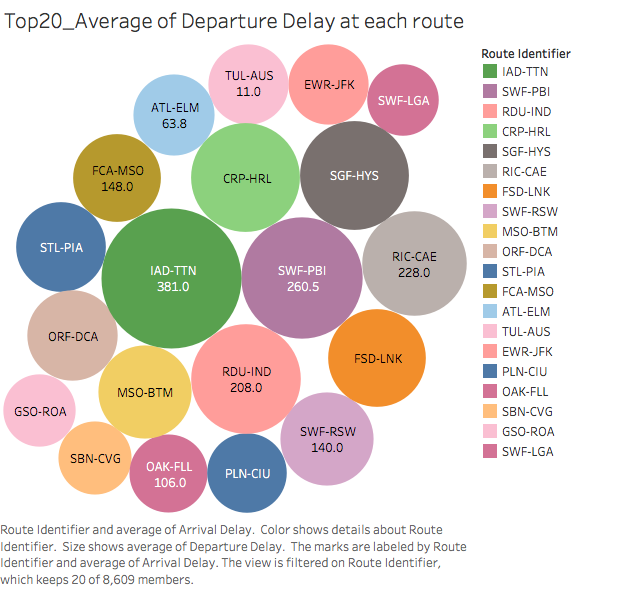 Top20_Average of Departure Delay at each route
TUL-AUS
11.0
EWR-JFK
SWF-LGA
ATL-ELM
63.8
FCA-MSO
148.0
CRP-HRL
SGF-HYS
STL-PIA
IAD-TTN
381.0
SWF-PBI
260.5
RIC-CAE
228.0
ORF-DCA
FSD-LNK
RDU-IND
208.0
MSO-BTM
GSO-ROA
SWF-RSW
140.0
SBN-CVG
OAK-FLL
106.0
PLN-CIU
Route Identifier
IAD-TTN
SWF-PBI
RDU-IND
CRP-HRL
SGF-HYS
RIC-CAE
FSD-LNK
SWF-RSW
MSO-BTM
ORF-DCA
STL-PIA
FCA-MSO
ATL-ELM
TUL-AUS
EWR-JFK
PLN-CIU
OAK-FLL
SBN-CVG
GSO-ROA
SWF-LGA
Route Identifier and average of Arrival Delay.  Color shows details about Route
Identifier.  Size shows average of Departure Delay.  The marks are labeled by Route
Identifier and average of Arrival Delay. The view is filtered on Route Identifier,
which keeps 20 of 8,609 members.